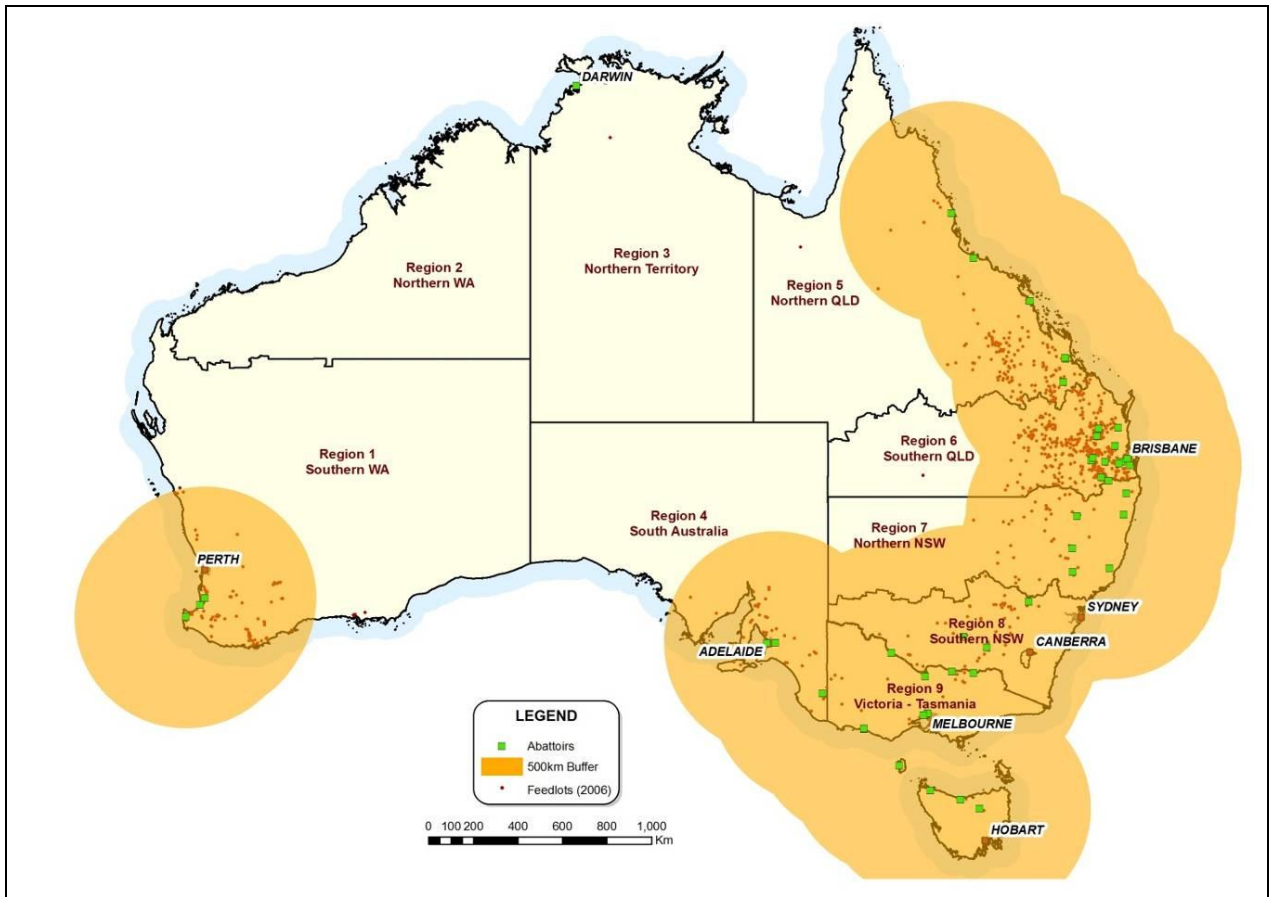 DARWIN
Region 2
Northern WA
Region 3
Northern Territory
Region 5
Northern QLD
Region 1
Southern WA
Region 6
Southern QLD
BRISBANE
Region 4
South Australia
Region 7
Northern NSW
PERTH
SYDNEY
Region 8
Southern NSW
CANBERRA
ADELAIDE
Region 9
Victoria - Tasmania
MELBOURNE
LEGEND
Abattoirs
500km Buffer
Feedlots (2006)
0 100 200 400 600 800 1,000
Km
HOBART